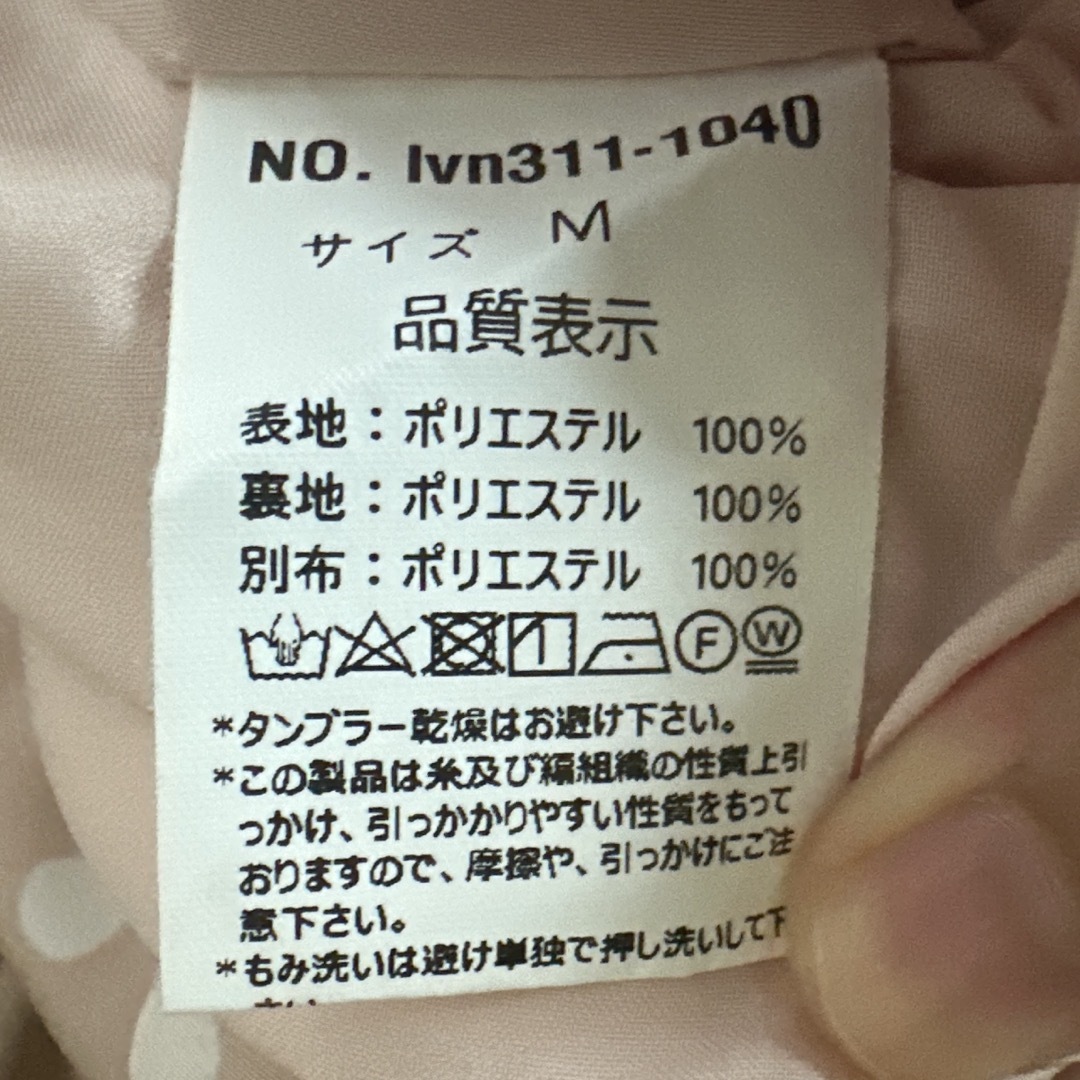 NO. lvn311-1040
サイズ M
品質表示
表地：ポリエステル 100%
裏地：ポリエステル 100%
別布：ポリエステル 100%
F W
*タンブラー乾燥はお避け下さい。
*この製品は糸及び編組織の性質上引
っかけ、引っかかりやすい性質をもって
おりますので、摩擦や、引っかけにご注
意下さい。
*もみ洗いは避け単独で押し洗いして下
さい